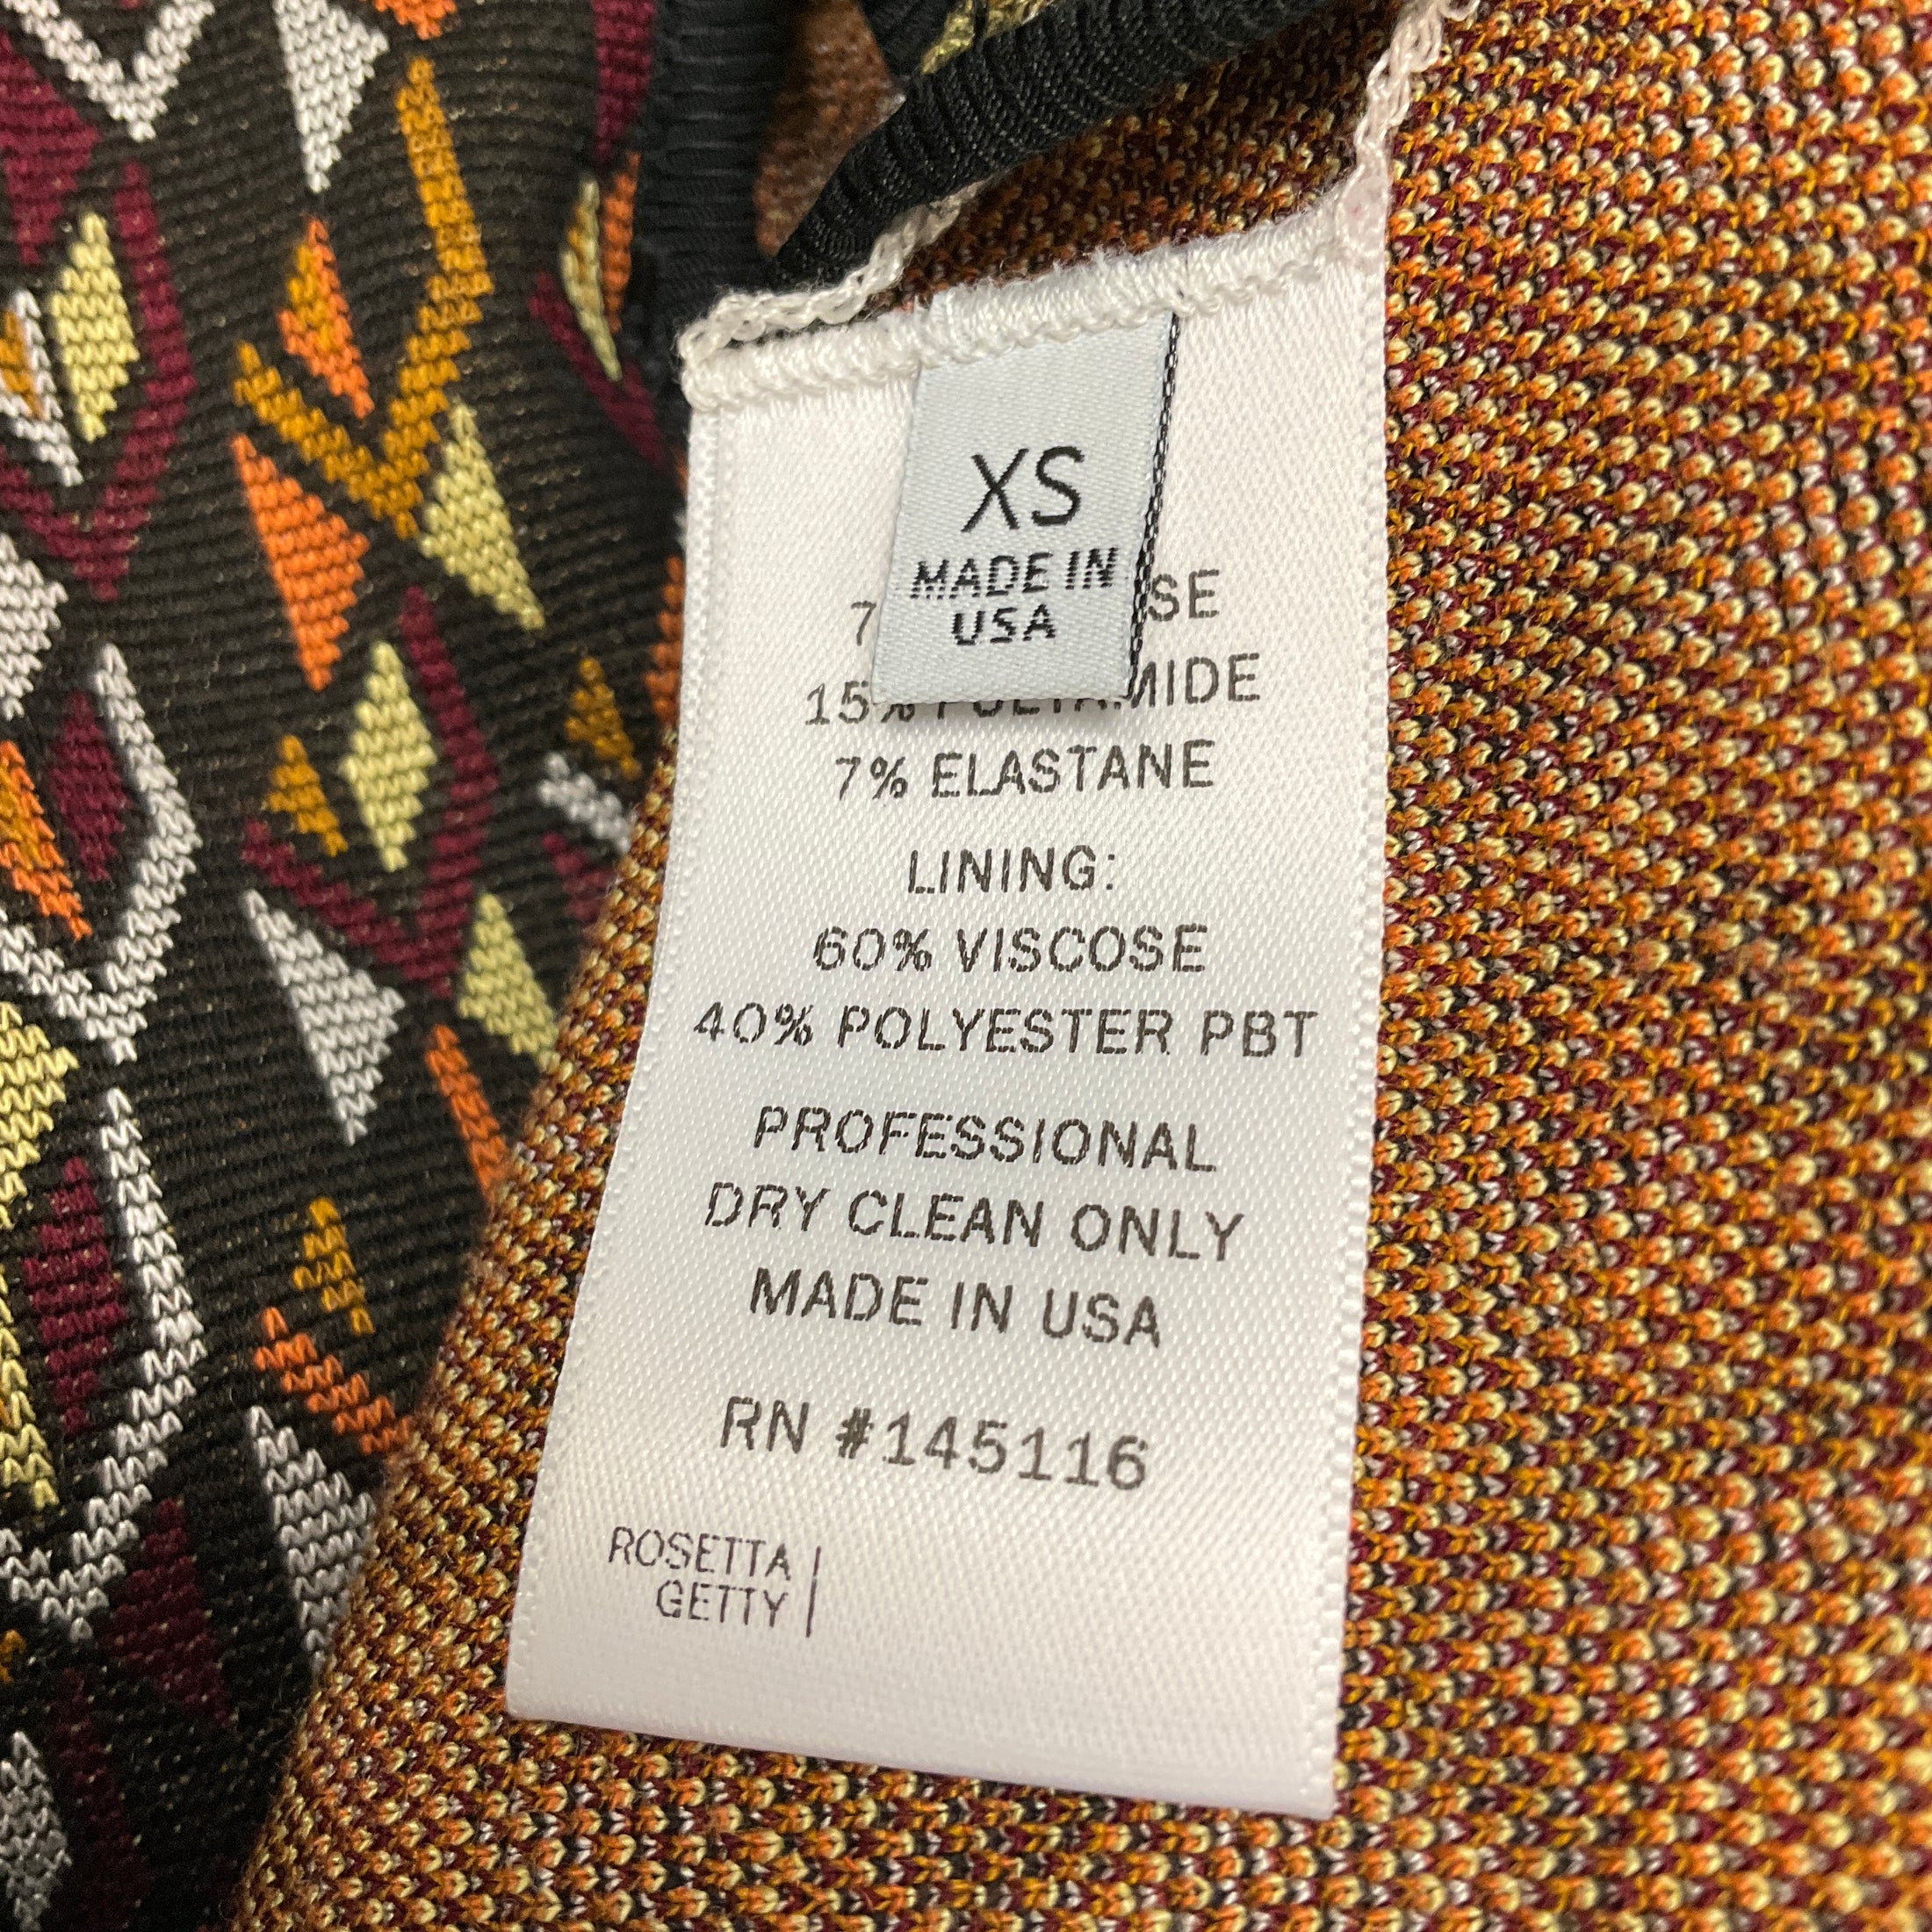 XS
MADE IN
USA
15% POLYAMIDE
7% ELASTANE
LINING:
60% VISCOSE
40% POLYESTER PBT
PROFESSIONAL
DRY CLEAN ONLY
MADE IN USA
RN #145116
ROSETTA
GETTY